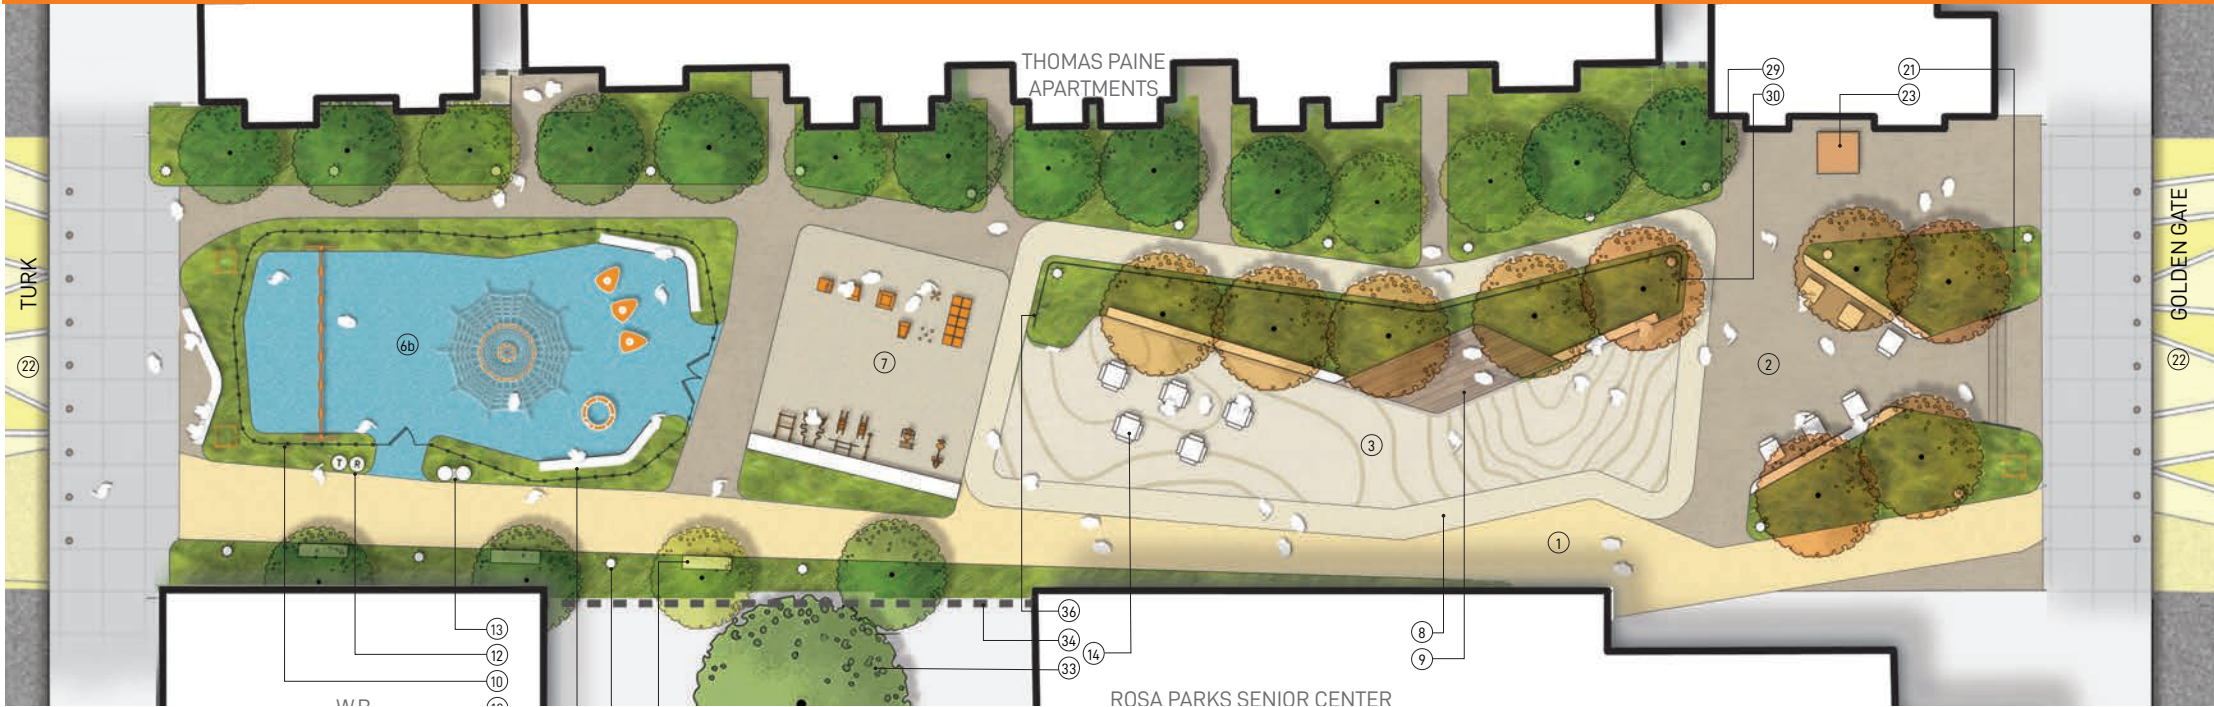 THOMAS PAINE
APARTMENTS
29
30
21
23
TURK
22
6b
7
3
2
GOLDEN GATE
22
T R
1
13
12
10
36
34
14
33
8
9
W.P.
ROSA PARKS SENIOR CENTER